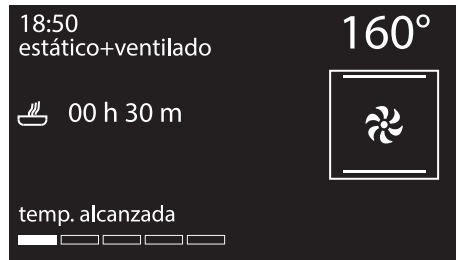 18:50
160°
estático+ventilado
00 h 30 m
temp. alcanzada